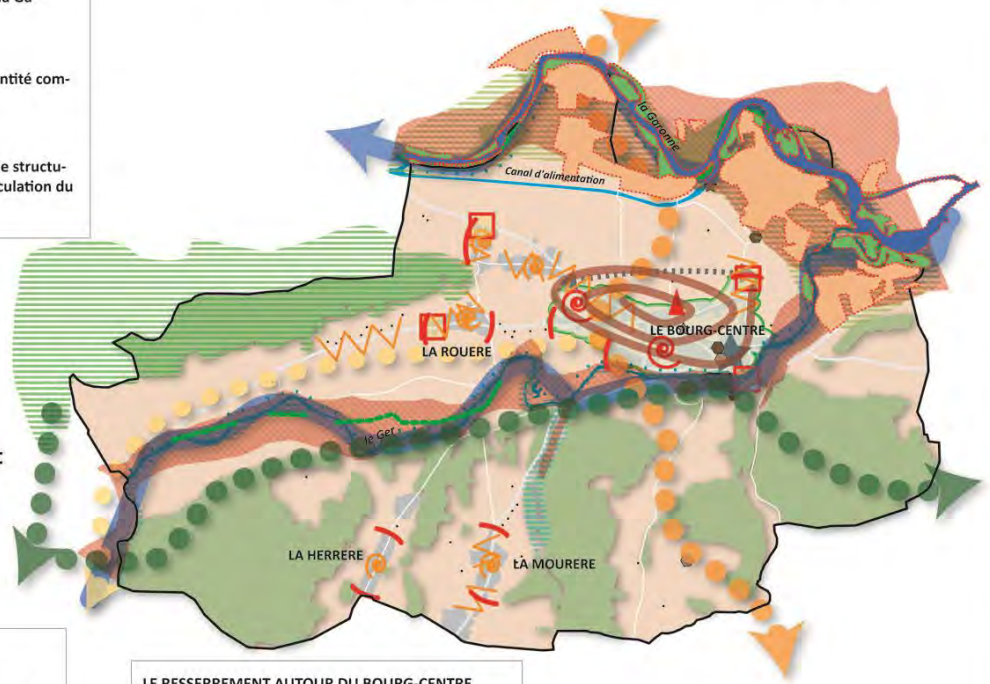 entité com-
e structu-
culation du
la Garonne
Canal d'alimentation
LE BOURG-CENTRE
LA ROUERE
le Ger
LA HERRERE
LA MOURERE
LE RESSERREMENT AUTOUR DU BOURG-CENTRE